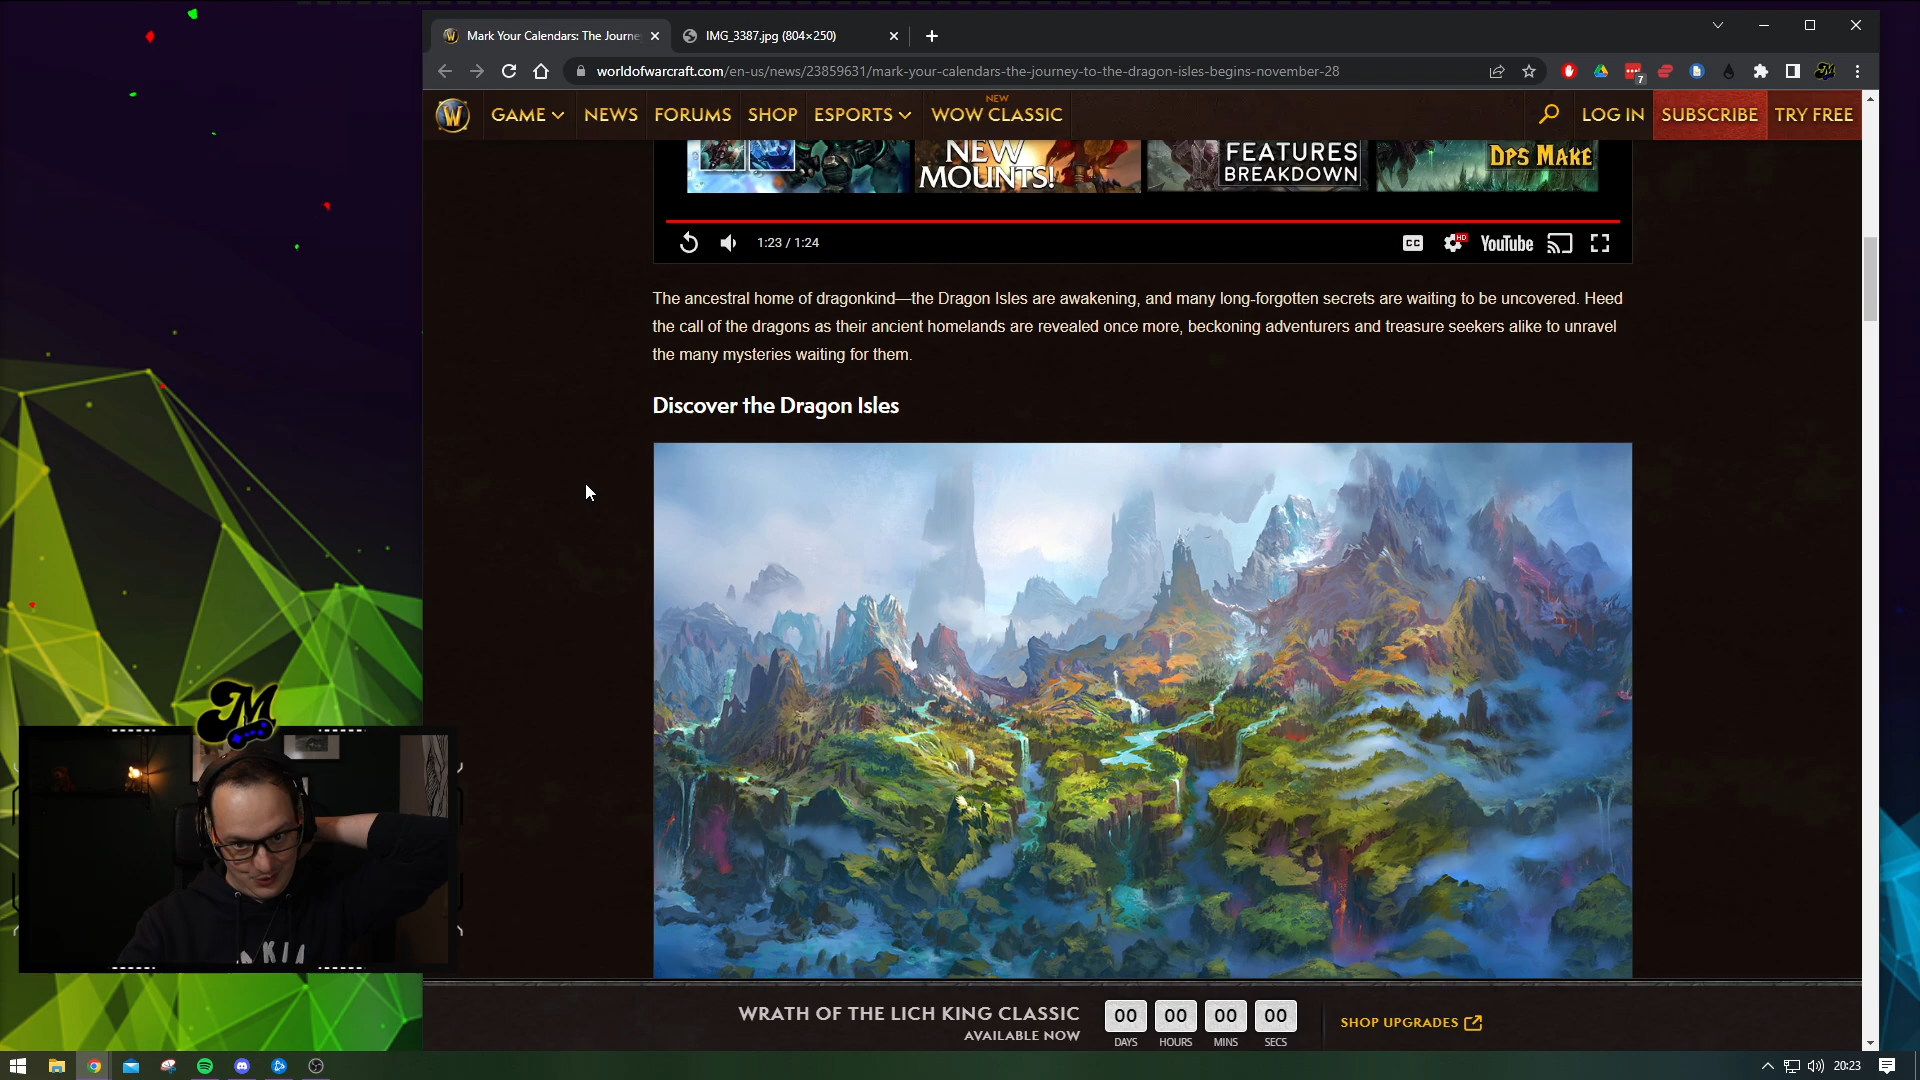 Mark Your Calendars: The Journe
IMG_3387.jpg (804×250)
worldofwarcraft.com/en-us/news/23859631/mark-your-calendars-the-journey-to-the-dragon-isles-begins-november-28
7
W
GAME
NEWS
FORUMS
SHOP
ESPORTS
NEW
WOW CLASSIC
LOG IN
SUBSCRIBE
TRY FREE
NEW
MOUNTS!
FEATURES
BREAKDOWN
DPS MAKE
1:23 / 1:24
CC
HD
YouTube
The ancestral home of dragonkind—the Dragon Isles are awakening, and many long-forgotten secrets are waiting to be uncovered. Heed
the call of the dragons as their ancient homelands are revealed once more, beckoning adventurers and treasure seekers alike to unravel
the many mysteries waiting for them.
Discover the Dragon Isles
M
WRATH OF THE LICH KING CLASSIC
AVAILABLE NOW
00 00 00 00
DAYS HOURS MINS SECS
SHOP UPGRADES
20:23